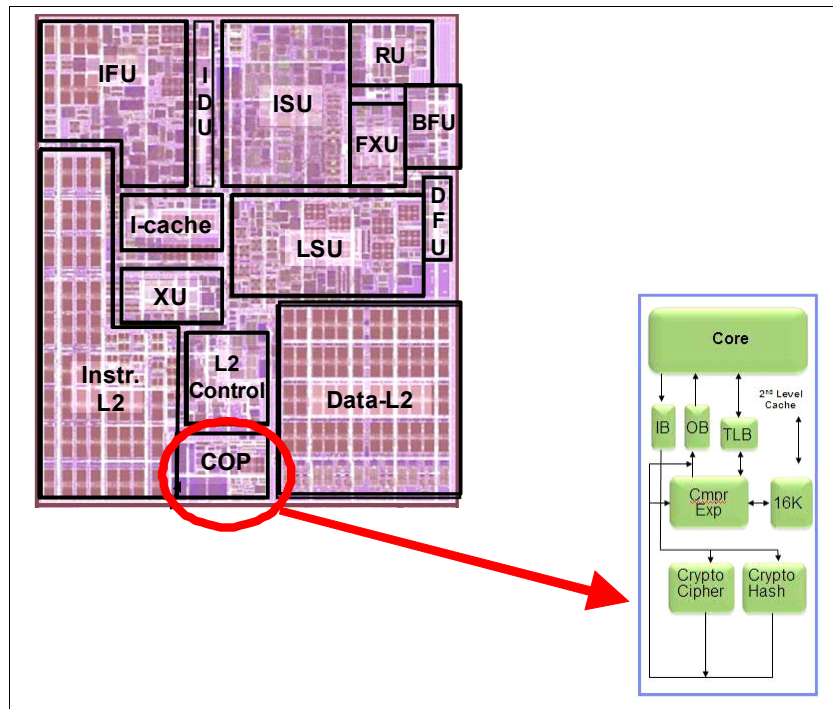 IFU
I
D
U
ISU
RU
BFU
FXU
I-cache
LSU
D
F
U
XU
Instr.
L2
L2
Control
Data-L2
COP
Core
2nd Level
Cache
IB
OB
TLB
Cmpr
Exp
16K
Crypto
Cipher
Crypto
Hash